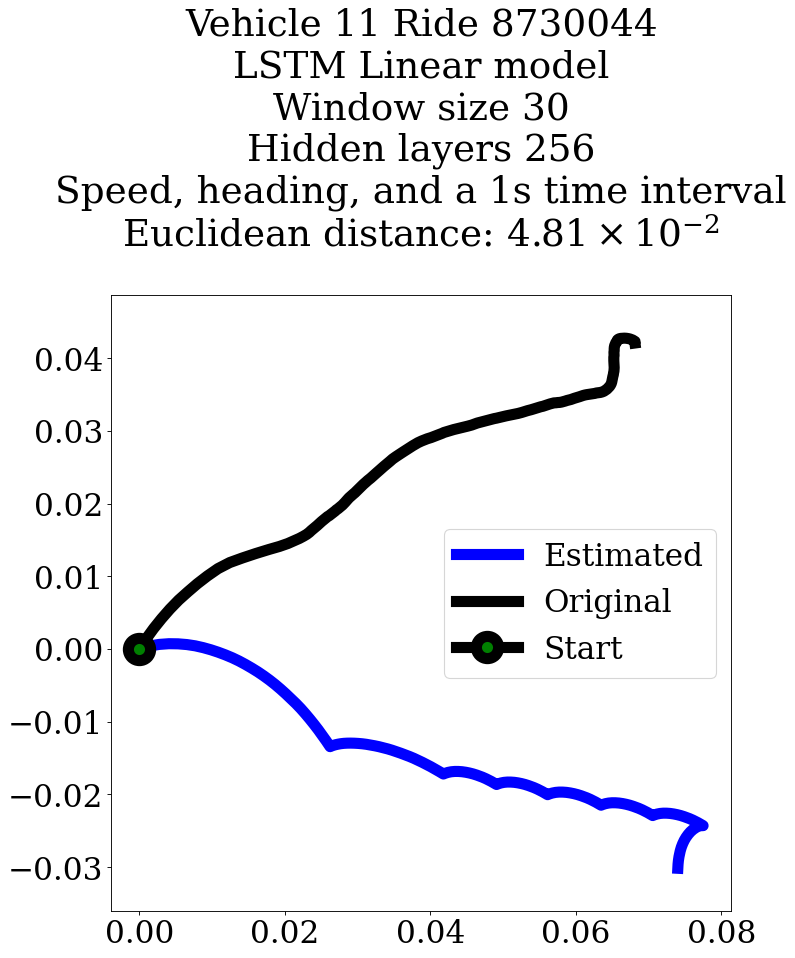 Vehicle 11 Ride 8730044
LSTM Linear model
Window size 30
Hidden layers 256
Speed, heading, and a 1s time interval
Euclidean distance: 4.81 × 10⁻²
0.04
0.03
0.02
0.01
0.00
−0.01
−0.02
−0.03
Estimated
Original
Start
0.00 0.02 0.04 0.06 0.08